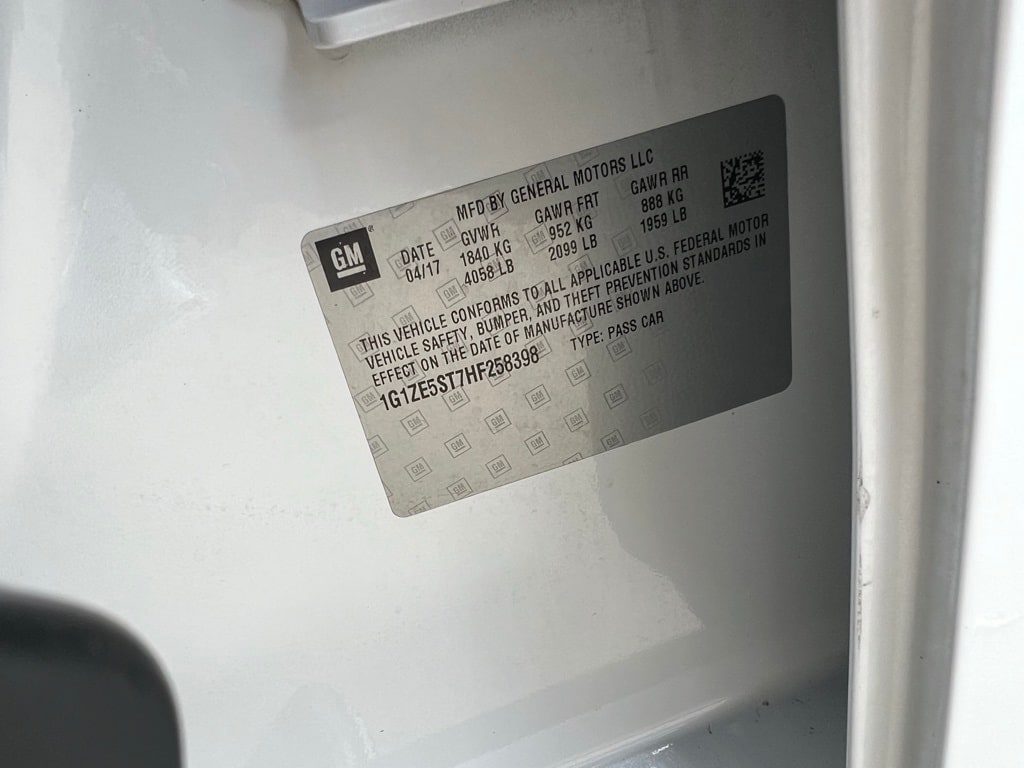 GM®
MFD BY GENERAL MOTORS LLC
DATE GVWR GAWR FRT GAWR RR
04/17 1840 KG 952 KG 888 KG
4058 LB 2099 LB 1959 LB
THIS VEHICLE CONFORMS TO ALL APPLICABLE U.S. FEDERAL MOTOR
VEHICLE SAFETY, BUMPER, AND THEFT PREVENTION STANDARDS IN
EFFECT ON THE DATE OF MANUFACTURE SHOWN ABOVE.
1G1ZE5ST7HF258398 TYPE: PASS CAR